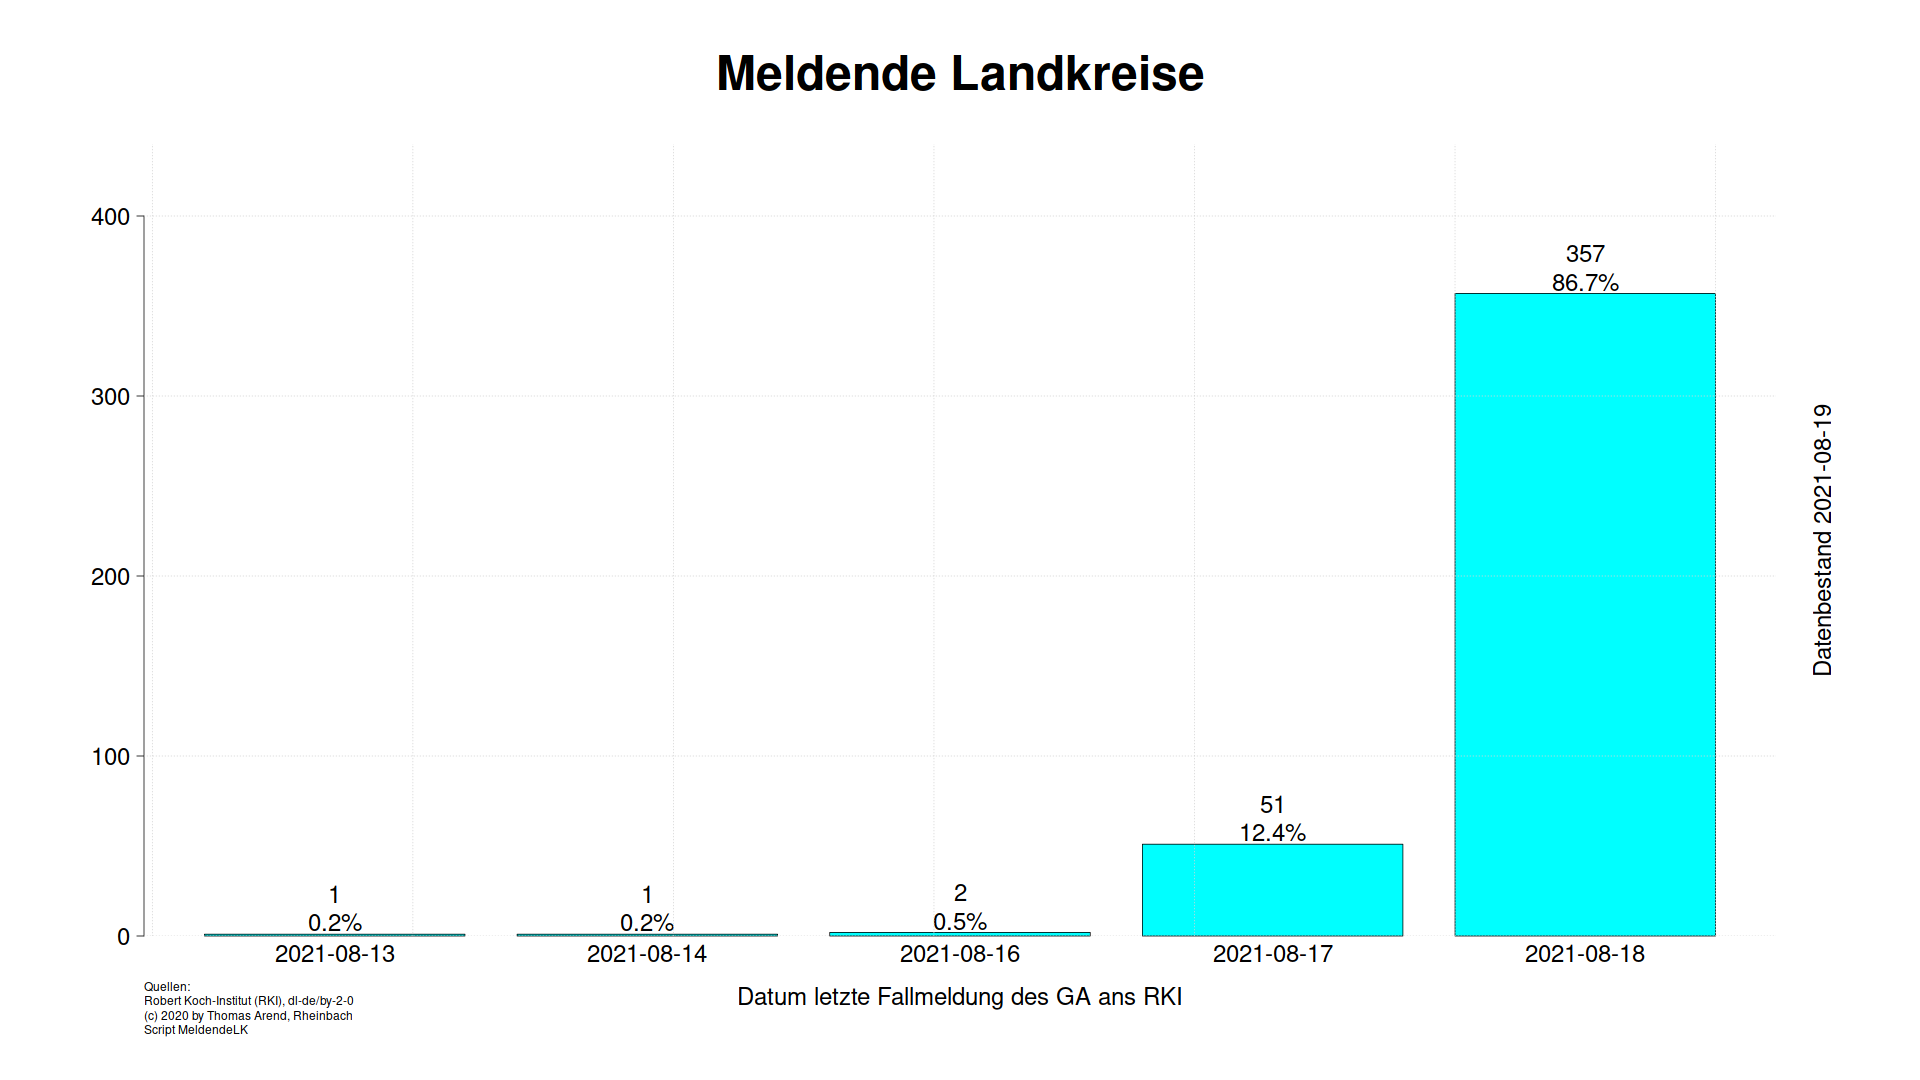 Meldende Landkreise
400
300
200
100
0
1
0.2%
1
0.2%
2
0.5%
51
12.4%
357
86.7%
2021-08-13
2021-08-14
2021-08-16
2021-08-17
2021-08-18
Datum letzte Fallmeldung des GA ans RKI
Datenbestand 2021-08-19
Quellen:
Robert Koch-Institut (RKI), dl-de/by-2-0
(c) 2020 by Thomas Arend, Rheinbach
Script MeldendeLK